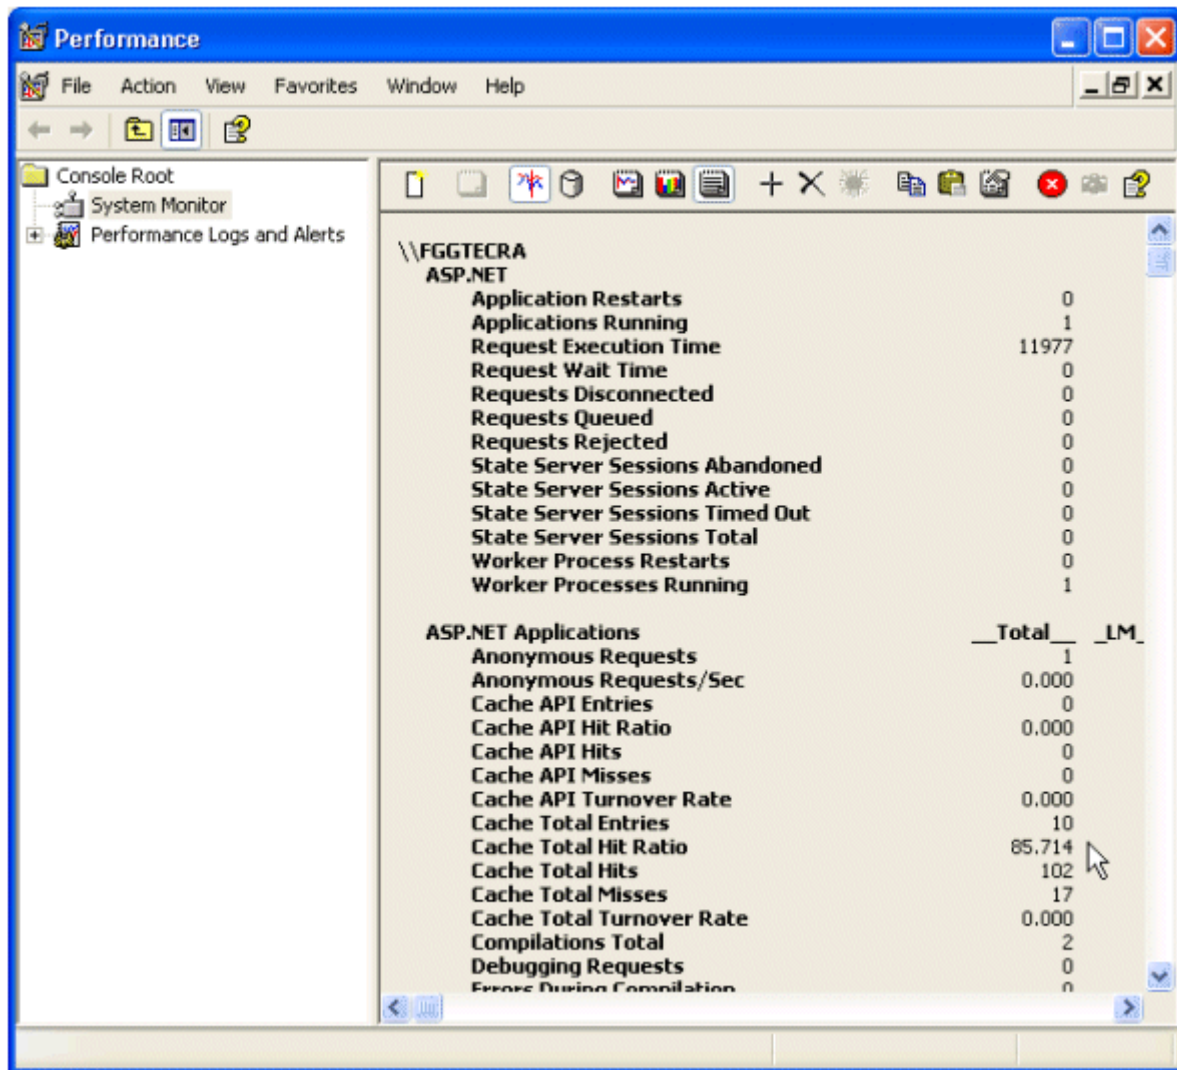 Performance
File Action View Favorites Window Help
Console Root
System Monitor
Performance Logs and Alerts
\\FGGTECRA
ASP.NET
Application Restarts 0
Applications Running 1
Request Execution Time 11977
Request Wait Time 0
Requests Disconnected 0
Requests Queued 0
Requests Rejected 0
State Server Sessions Abandoned 0
State Server Sessions Active 0
State Server Sessions Timed Out 0
State Server Sessions Total 0
Worker Process Restarts 0
Worker Processes Running 1
ASP.NET Applications __Total__ _LM_
Anonymous Requests 1
Anonymous Requests/Sec 0.000
Cache API Entries 0
Cache API Hit Ratio 0.000
Cache API Hits 0
Cache API Misses 0
Cache API Turnover Rate 0.000
Cache Total Entries 10
Cache Total Hit Ratio 85.714
Cache Total Hits 102
Cache Total Misses 17
Cache Total Turnover Rate 0.000
Compilations Total 2
Debugging Requests 0
Errors During Compilation 0